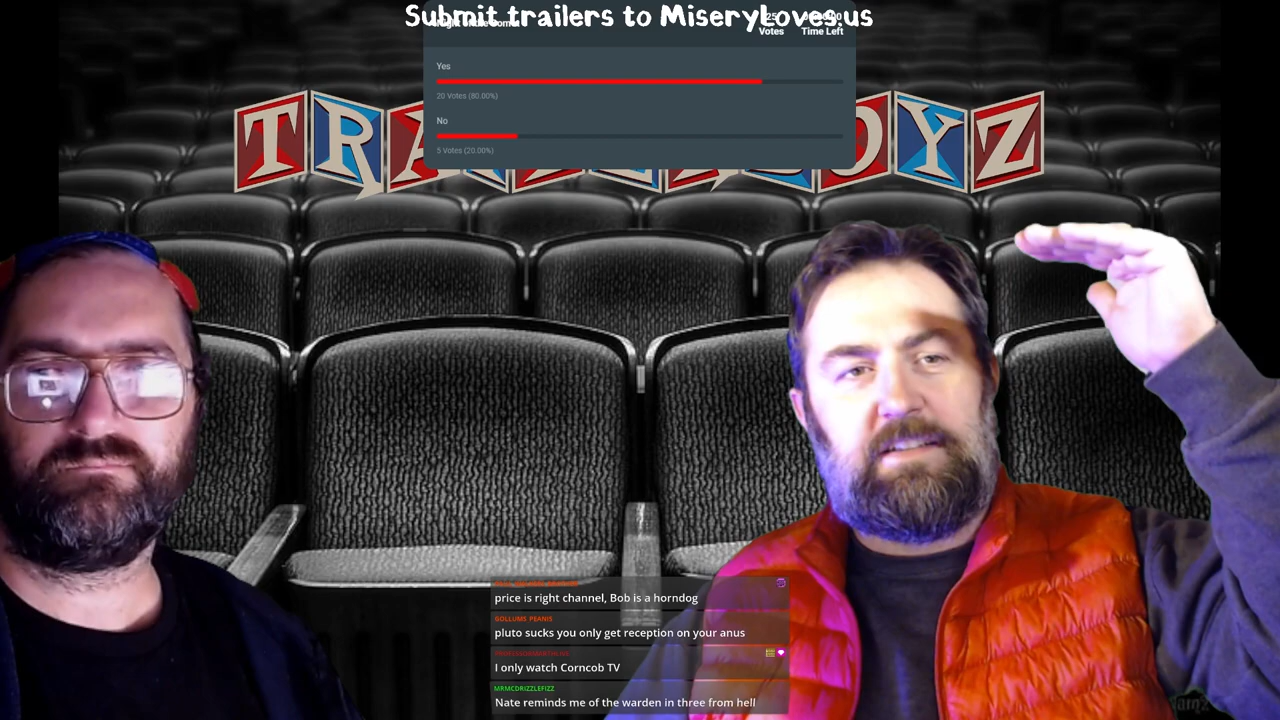 Submit trailers to MiseryLoves.us
Votes
Time Left
Yes
20 Votes (80.00%)
No
5 Votes (20.00%)
price is right channel, Bob is a horndog
GOLLUMS PEANIS
pluto sucks you only get reception on your anus
I only watch Corncob TV
MRMCDRIZZLEFIZZ
Nate reminds me of the warden in three from hell